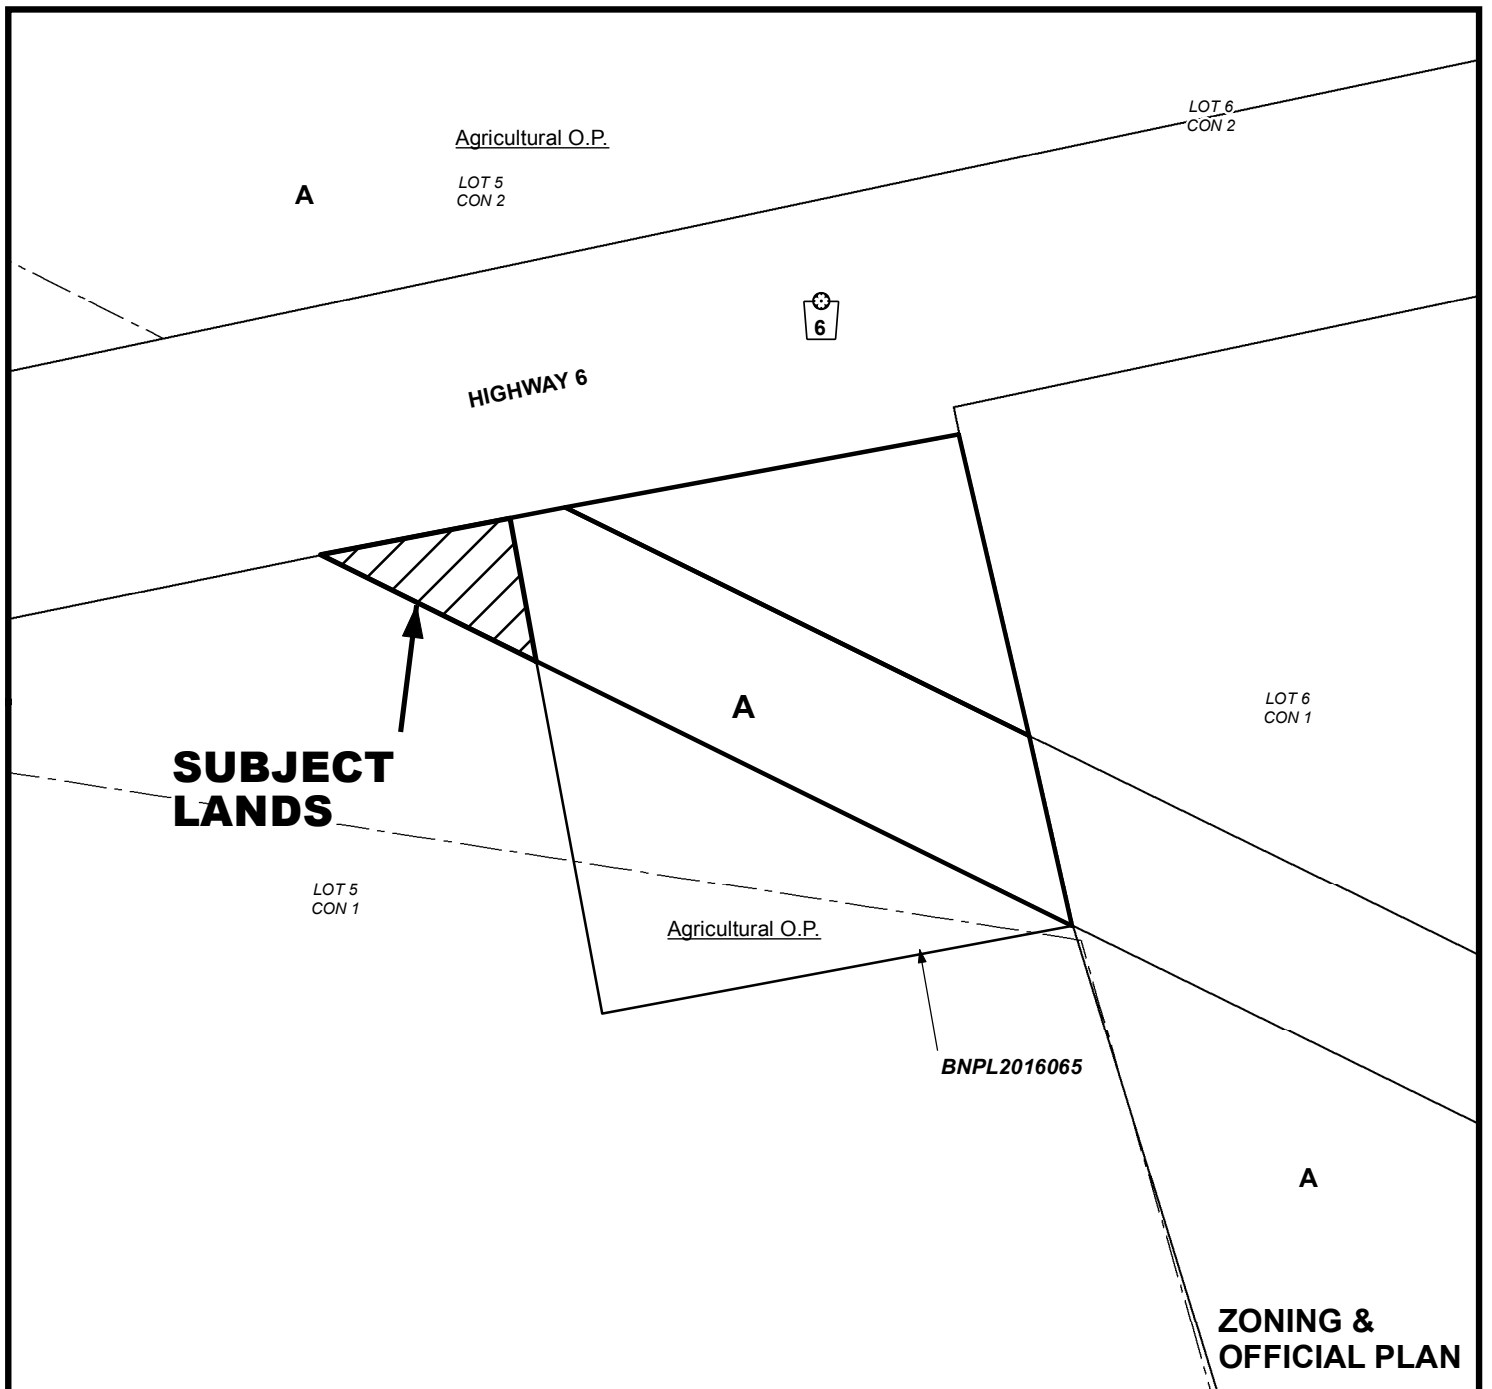 LOT 6
CON 2
Agricultural O.P.
LOT 5
CON 2
A
6
HIGHWAY 6
A
LOT 6
CON 1
SUBJECT
LANDS
LOT 5
CON 1
Agricultural O.P.
BNPL2016065
A
ZONING &
OFFICIAL PLAN